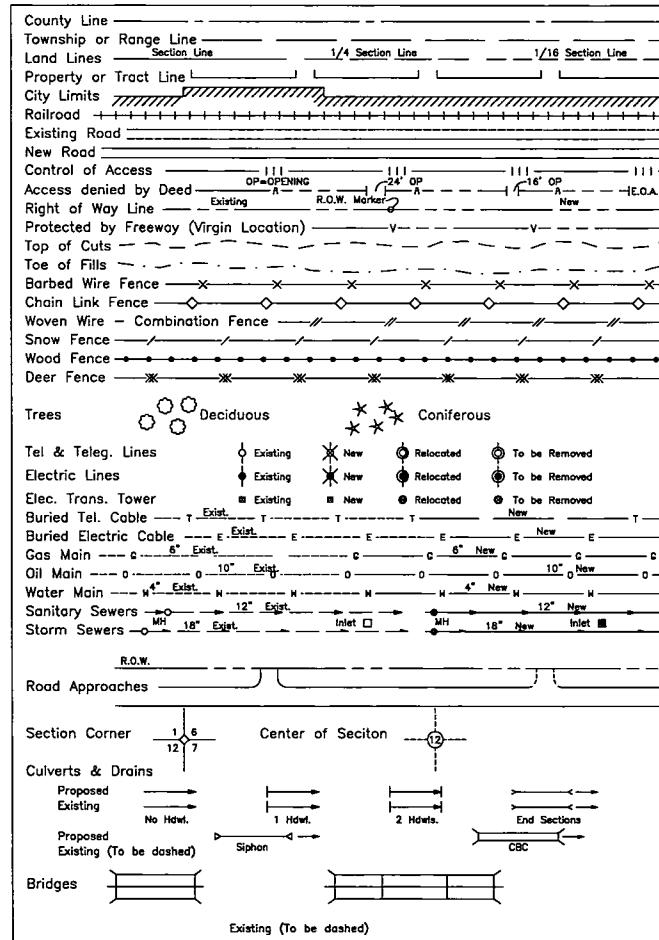 County Line
Township or Range Line
Land Lines Section Line 1/4 Section Line 1/16 Section Line
Property or Tract Line
City Limits
Railroad
Existing Road
New Road
Control of Access
OP=OPENING 24' OP 16' OP
Access denied by Deed A A A E.O.A.
Right of Way Line Existing R.O.W. Marker New
Protected by Freeway (Virgin Location) V V
Top of Cuts
Toe of Fills
Barbed Wire Fence
Chain Link Fence
Woven Wire – Combination Fence
Snow Fence
Wood Fence
Deer Fence
Trees Deciduous Coniferous
Tel & Teleg. Lines Existing New Relocated To be Removed
Electric Lines Existing New Relocated To be Removed
Elec. Trans. Tower Existing New Relocated To be Removed
Buried Tel. Cable T Exist. T T T New T
Buried Electric Cable E Exist. E E E New E E
Gas Main G 6" Exist. G G 6" New G G
Oil Main O O 10" Exist. O O O O 10" New O O
Water Main W 4" Exist. W W W W 4" New W W
Sanitary Sewers 12" Exist. 12" New
Storm Sewers MH 18" Exist. Inlet MH 18" New Inlet
R.O.W.
Road Approaches
Section Corner 1 6 Center of Seciton 12
12 7
Culverts & Drains
Proposed
Existing
No Hdwl. 1 Hdwl. 2 Hdwls. End Sections
Proposed
Existing (To be dashed) Siphon CBC
Bridges
Existing (To be dashed)